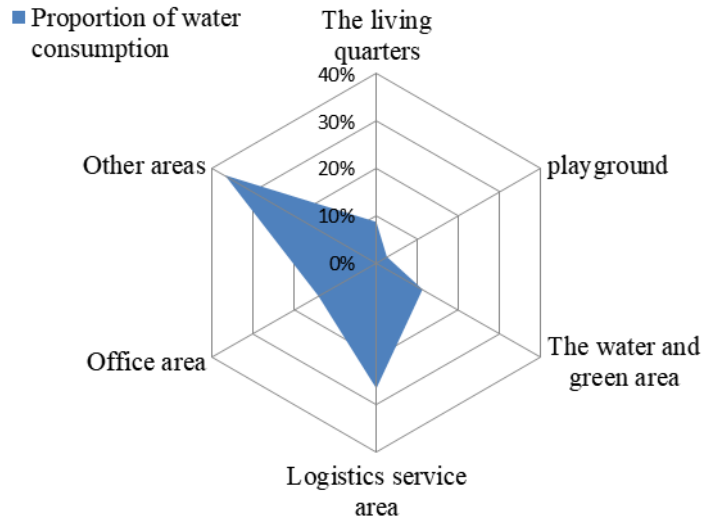 Proportion of water
consumption
The living
quarters
40%
30%
20%
10%
0%
Other areas
playground
Office area
The water and
green area
Logistics service
area